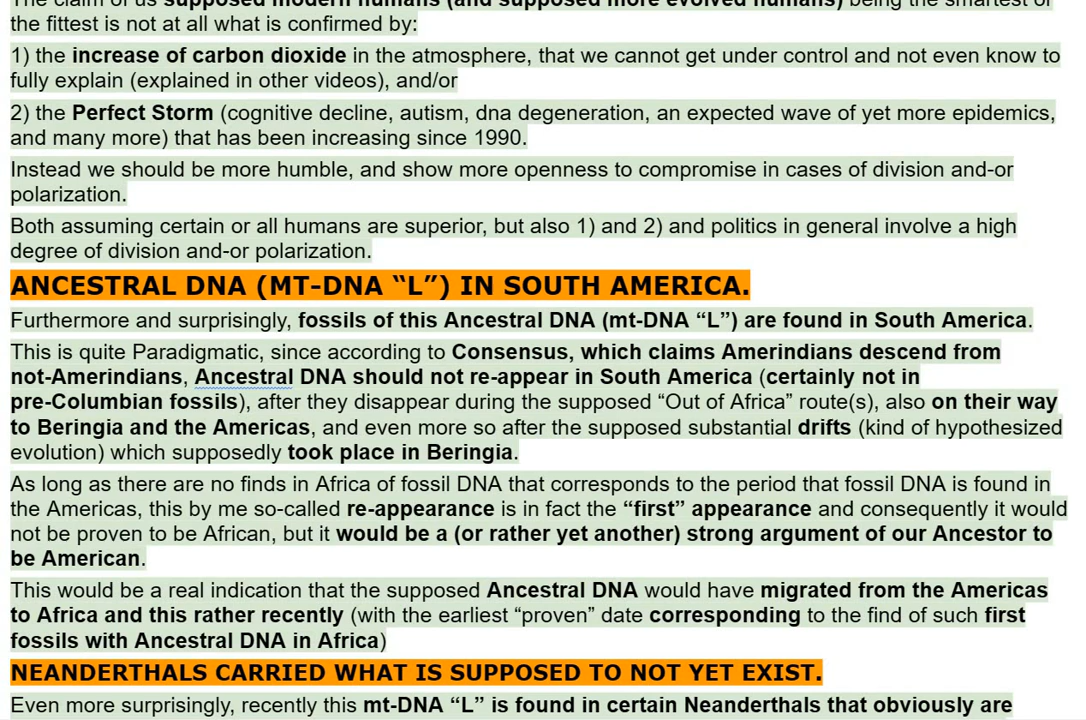 The claim of us supposed modern humans (and supposed more evolved humans) being the smartest or
the fittest is not at all what is confirmed by:
1) the increase of carbon dioxide in the atmosphere, that we cannot get under control and not even know to
fully explain (explained in other videos), and/or
2) the Perfect Storm (cognitive decline, autism, dna degeneration, an expected wave of yet more epidemics,
and many more) that has been increasing since 1990.
Instead we should be more humble, and show more openness to compromise in cases of division and-or
polarization.
Both assuming certain or all humans are superior, but also 1) and 2) and politics in general involve a high
degree of division and-or polarization.
ANCESTRAL DNA (MT-DNA “L”) IN SOUTH AMERICA.
Furthermore and surprisingly, fossils of this Ancestral DNA (mt-DNA “L”) are found in South America.
This is quite Paradigmatic, since according to Consensus, which claims Amerindians descend from
not-Amerindians, Ancestral DNA should not re-appear in South America (certainly not in
pre-Columbian fossils), after they disappear during the supposed “Out of Africa” route(s), also on their way
to Beringia and the Americas, and even more so after the supposed substantial drifts (kind of hypothesized
evolution) which supposedly took place in Beringia.
As long as there are no finds in Africa of fossil DNA that corresponds to the period that fossil DNA is found in
the Americas, this by me so-called re-appearance is in fact the “first” appearance and consequently it would
not be proven to be African, but it would be a (or rather yet another) strong argument of our Ancestor to
be American.
This would be a real indication that the supposed Ancestral DNA would have migrated from the Americas
to Africa and this rather recently (with the earliest “proven” date corresponding to the find of such first
fossils with Ancestral DNA in Africa)
NEANDERTHALS CARRIED WHAT IS SUPPOSED TO NOT YET EXIST.
Even more surprisingly, recently this mt-DNA “L” is found in certain Neanderthals that obviously are